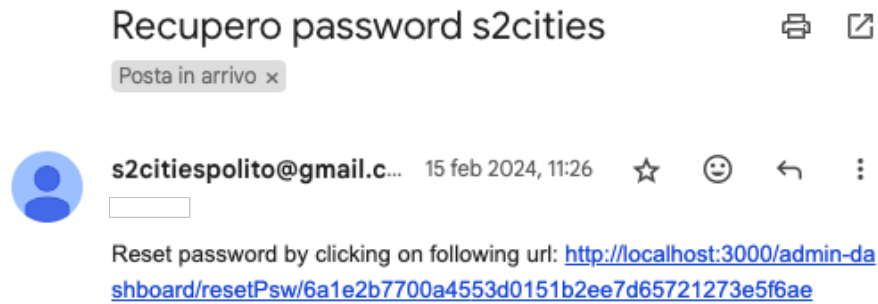 Recupero password s2cities
Posta in arrivo ×
s2citiespolito@gmail.c... 15 feb 2024, 11:26
Reset password by clicking on following url: http://localhost:3000/admin-da
shboard/resetPsw/6a1e2b7700a4553d0151b2ee7d65721273e5f6ae